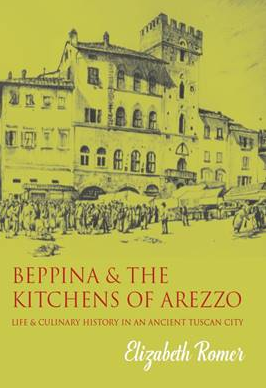 BEPPINA & THE
KITCHENS OF AREZZO
LIFE & CULINARY HISTORY IN AN ANCIENT TUSCAN CITY
Elizabeth Romer